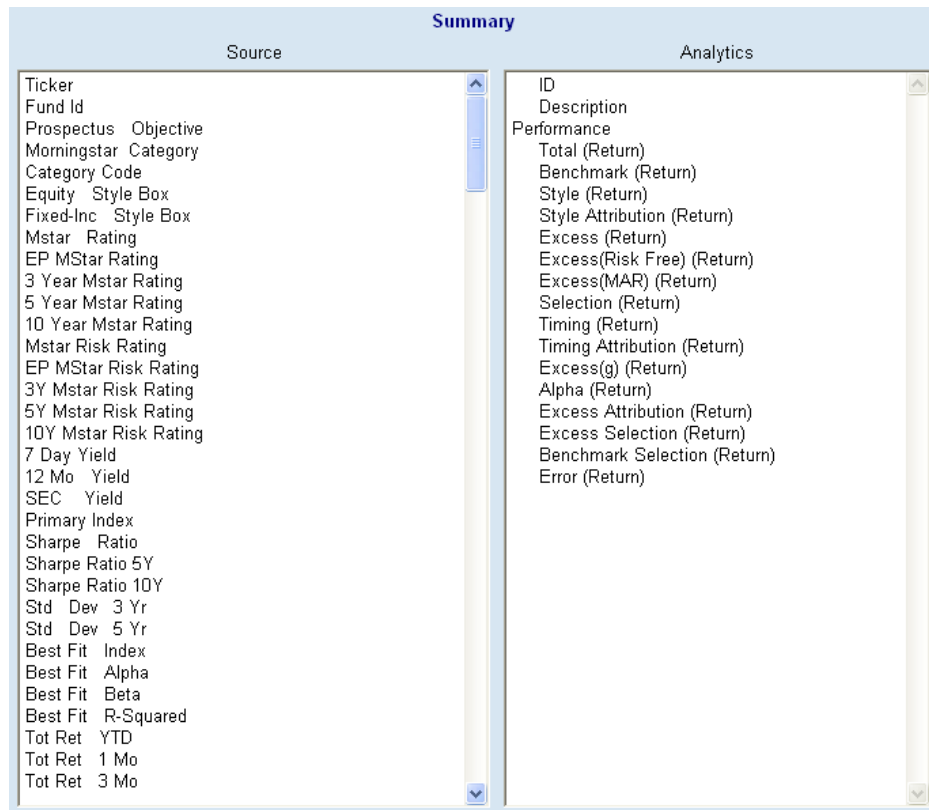 Summary
Source
Analytics
Ticker
Fund Id
Prospectus Objective
Morningstar Category
Category Code
Equity Style Box
Fixed-Inc Style Box
Mstar Rating
EP MStar Rating
3 Year Mstar Rating
5 Year Mstar Rating
10 Year Mstar Rating
Mstar Risk Rating
EP MStar Risk Rating
3Y Mstar Risk Rating
5Y Mstar Risk Rating
10Y Mstar Risk Rating
7 Day Yield
12 Mo Yield
SEC Yield
Primary Index
Sharpe Ratio
Sharpe Ratio 5Y
Sharpe Ratio 10Y
Std Dev 3 Yr
Std Dev 5 Yr
Best Fit Index
Best Fit Alpha
Best Fit Beta
Best Fit R-Squared
Tot Ret YTD
Tot Ret 1 Mo
Tot Ret 3 Mo
ID
Description
Performance
Total (Return)
Benchmark (Return)
Style (Return)
Style Attribution (Return)
Excess (Return)
Excess(Risk Free) (Return)
Excess(MAR) (Return)
Selection (Return)
Timing (Return)
Timing Attribution (Return)
Excess(g) (Return)
Alpha (Return)
Excess Attribution (Return)
Excess Selection (Return)
Benchmark Selection (Return)
Error (Return)